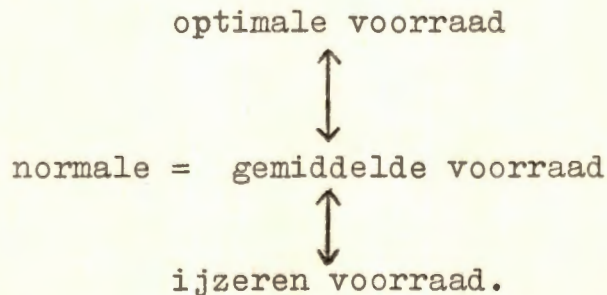 optimale voorraad
normale = gemiddelde voorraad
ijzeren voorraad.